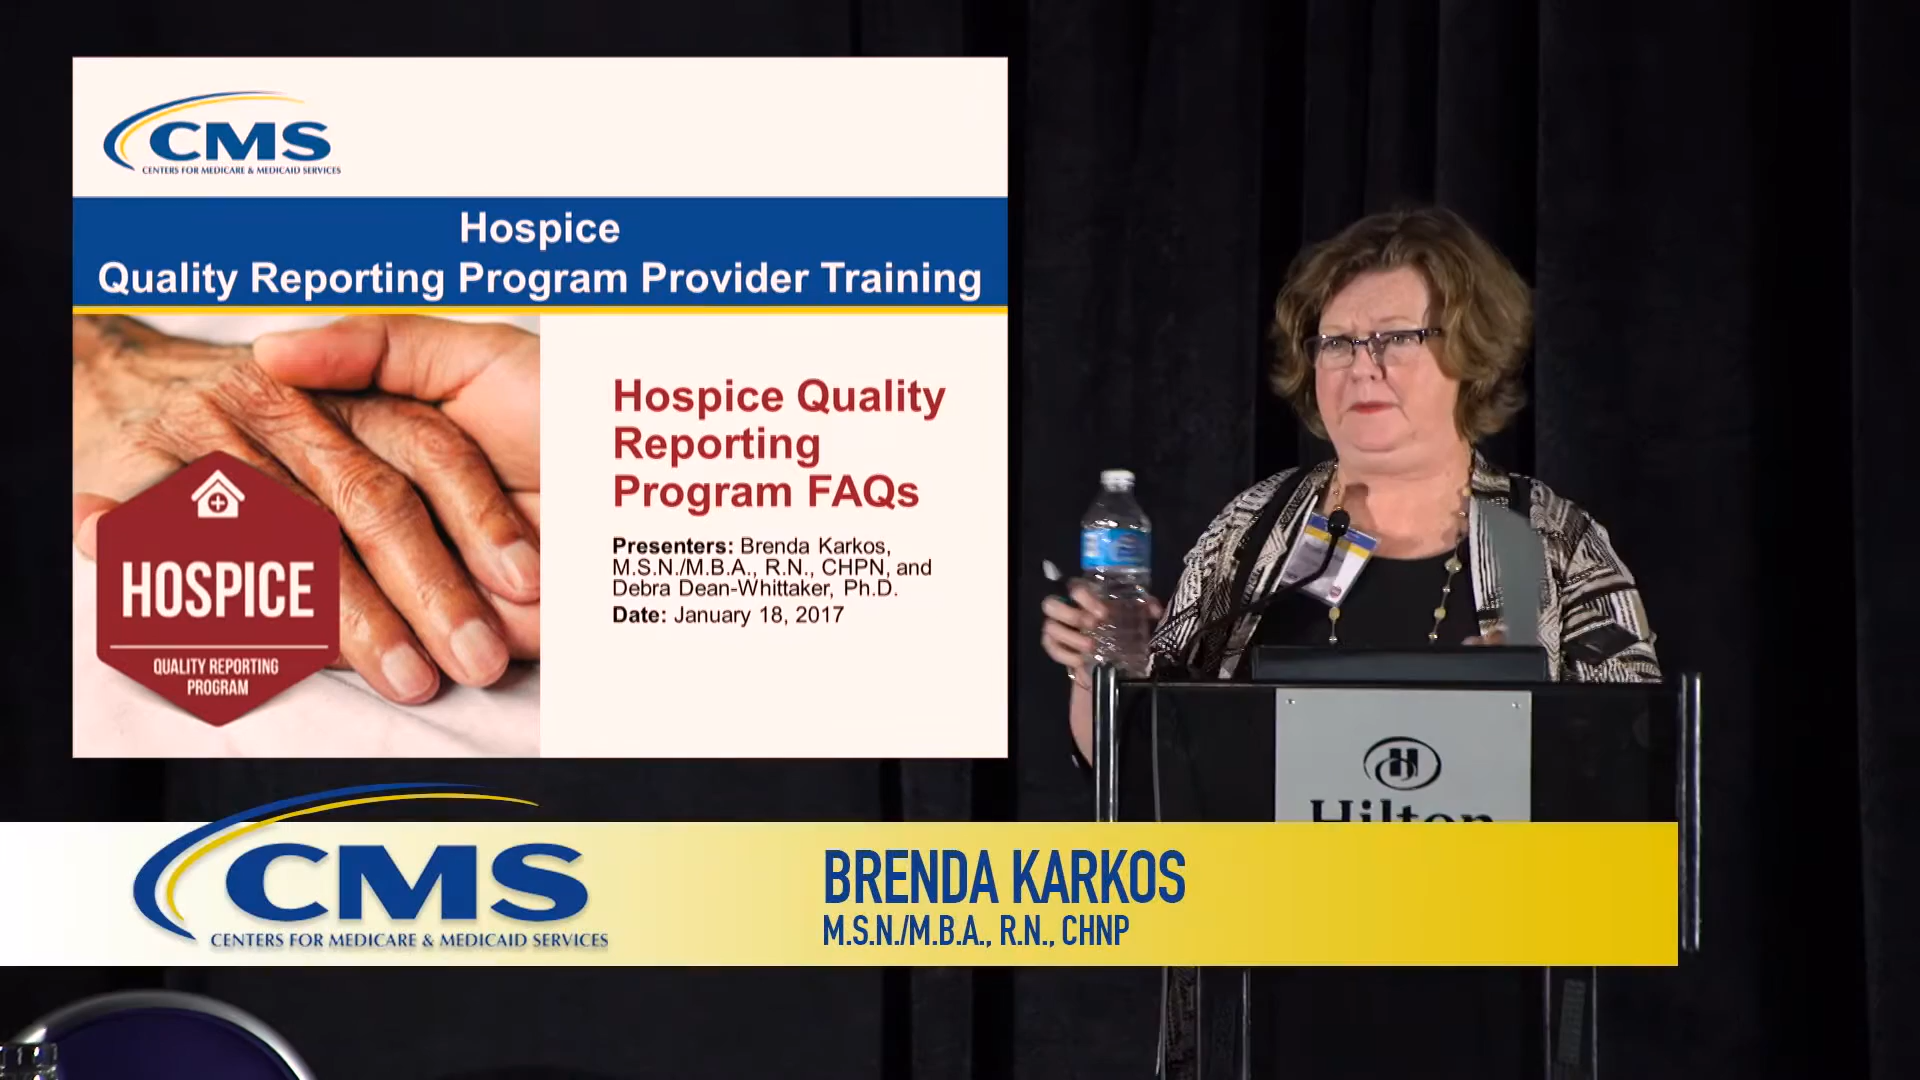 CMS
CENTERS FOR MEDICARE & MEDICAID SERVICES
Hospice
Quality Reporting Program Provider Training
HOSPICE
QUALITY REPORTING
PROGRAM
Hospice Quality
Reporting
Program FAQs
Presenters: Brenda Karkos,
M.S.N./M.B.A., R.N., CHPN, and
Debra Dean-Whittaker, Ph.D.
Date: January 18, 2017
H
Hilton
CMS
CENTERS FOR MEDICARE & MEDICAID SERVICES
BRENDA KARKOS
M.S.N./M.B.A., R.N., CHNP